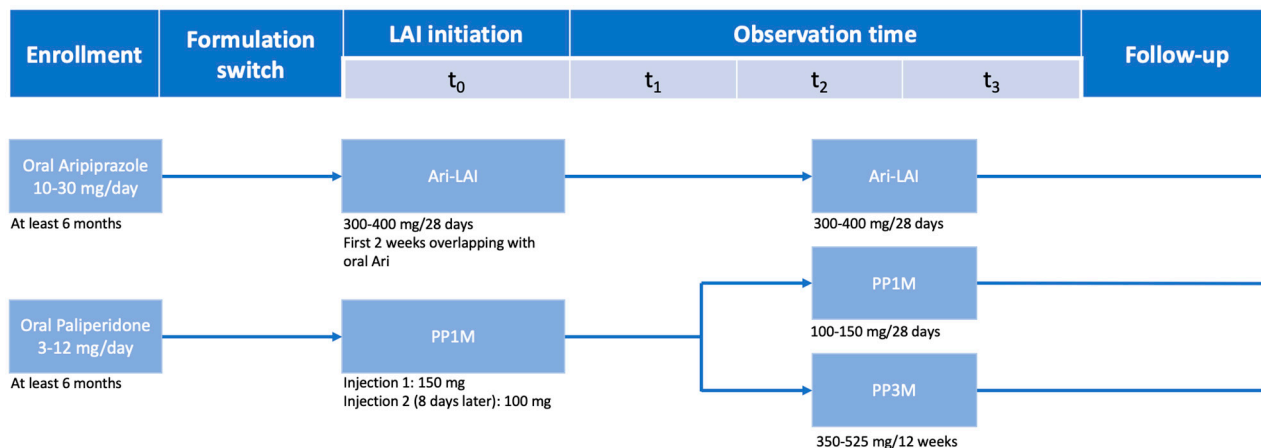 Enrollment
Formulation
switch
LAI initiation
Observation time
Follow-up
t₀
t₁
t₂
t₃
Oral Aripiprazole
10-30 mg/day
At least 6 months
Ari-LAI
300-400 mg/28 days
First 2 weeks overlapping with
oral Ari
Ari-LAI
300-400 mg/28 days
Oral Paliperidone
3-12 mg/day
At least 6 months
PP1M
Injection 1: 150 mg
Injection 2 (8 days later): 100 mg
PP1M
100-150 mg/28 days
PP3M
350-525 mg/12 weeks